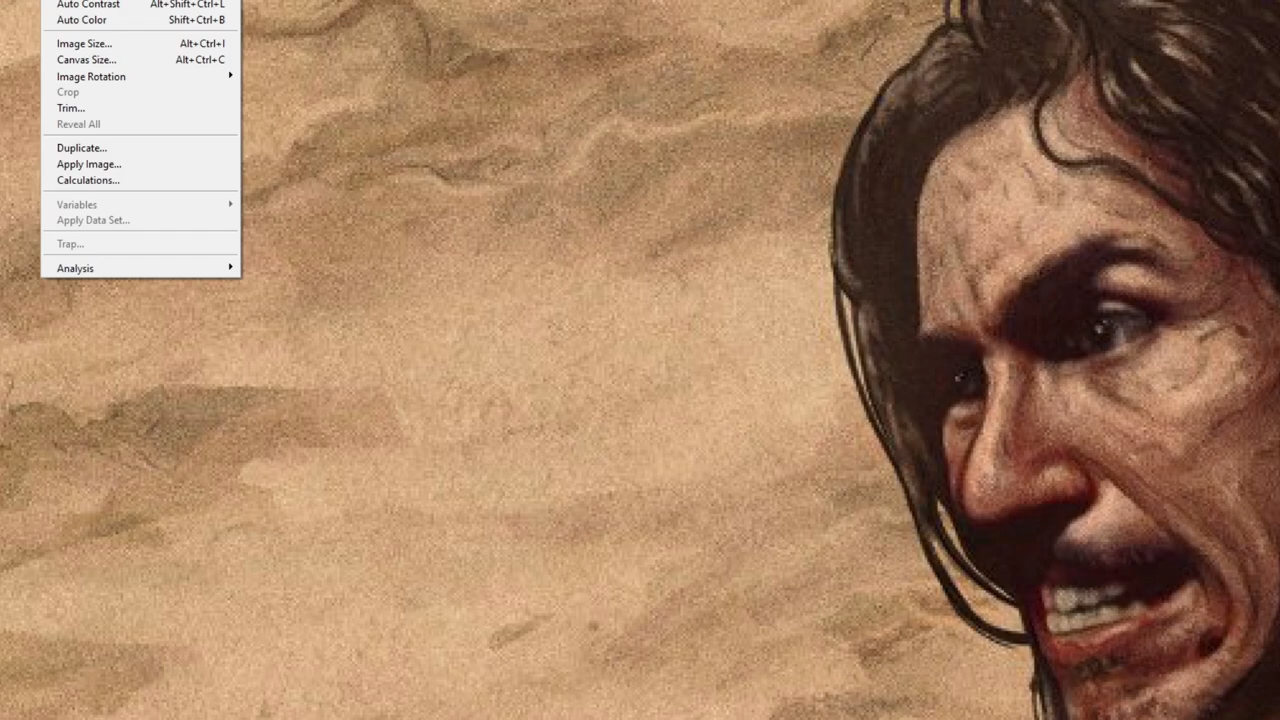 Auto Contrast Alt+Shift+Ctrl+L
Auto Color Shift+Ctrl+B
Image Size... Alt+Ctrl+I
Canvas Size... Alt+Ctrl+C
Image Rotation
Crop
Trim...
Reveal All
Duplicate...
Apply Image...
Calculations...
Variables
Apply Data Set...
Trap...
Analysis